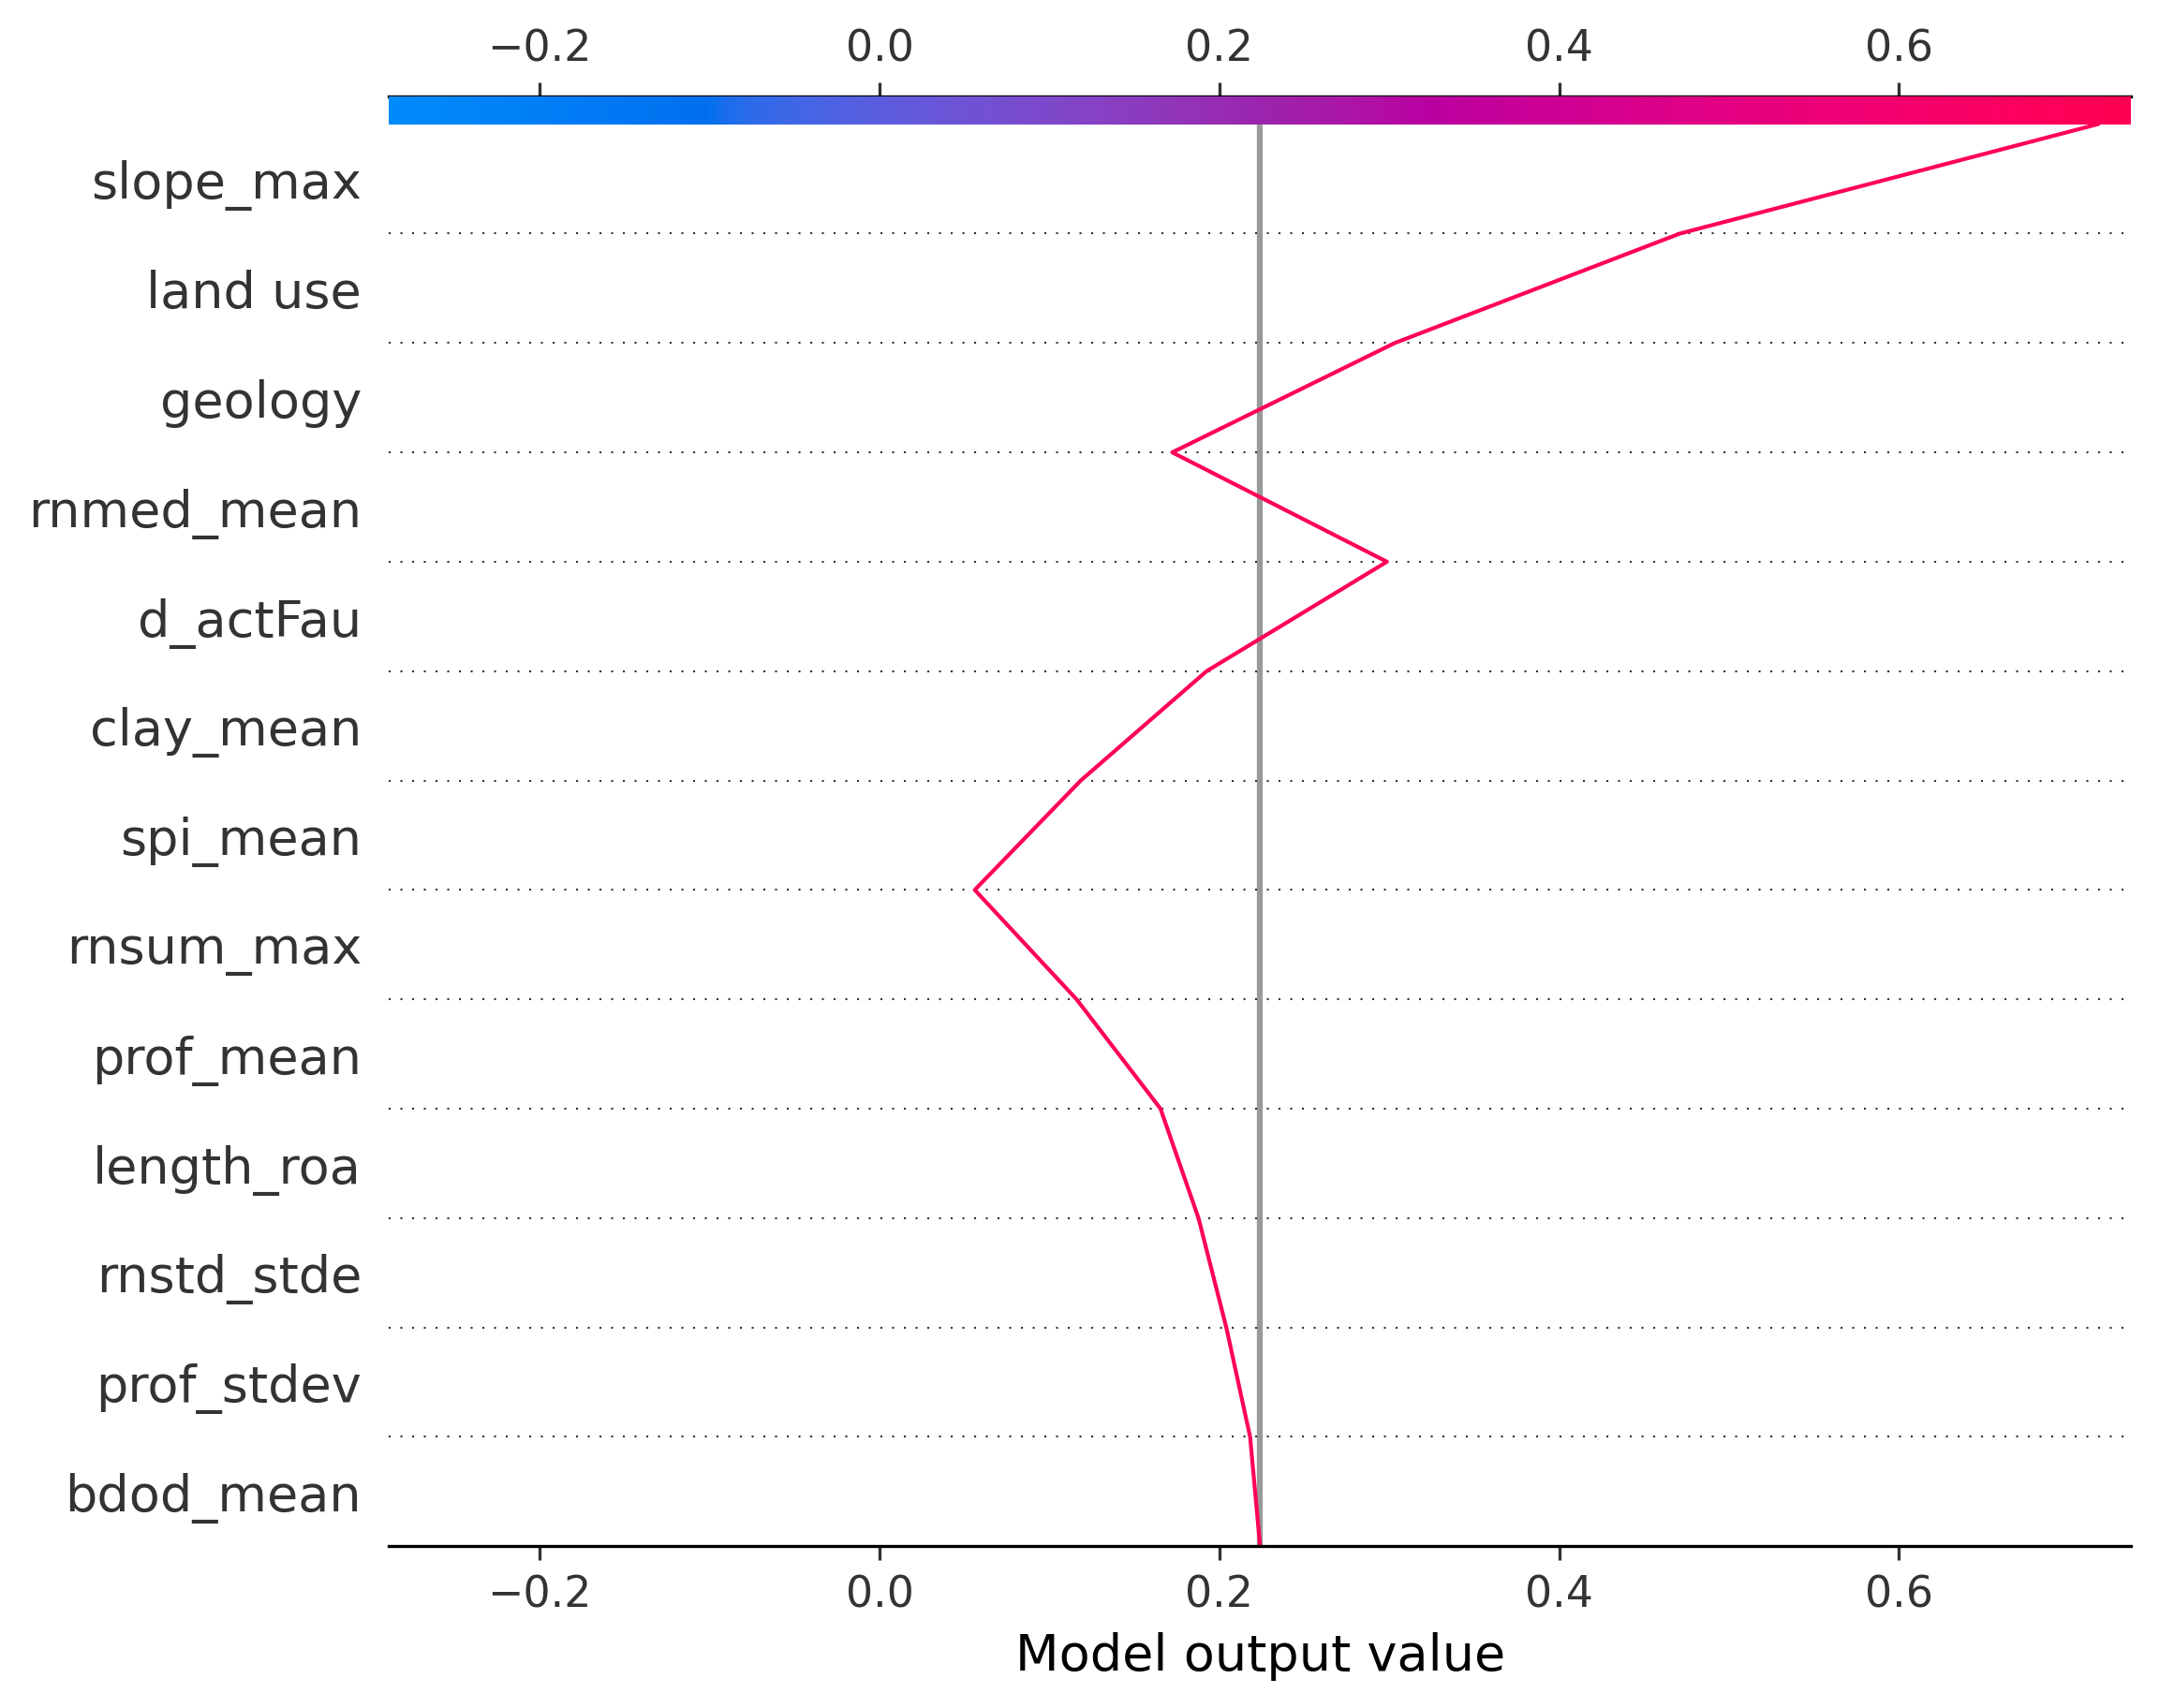 −0.2 0.0 0.2 0.4 0.6
slope_max
land use
geology
rnmed_mean
d_actFau
clay_mean
spi_mean
rnsum_max
prof_mean
length_roa
rnstd_stde
prof_stdev
bdod_mean
−0.2 0.0 0.2 0.4 0.6
Model output value